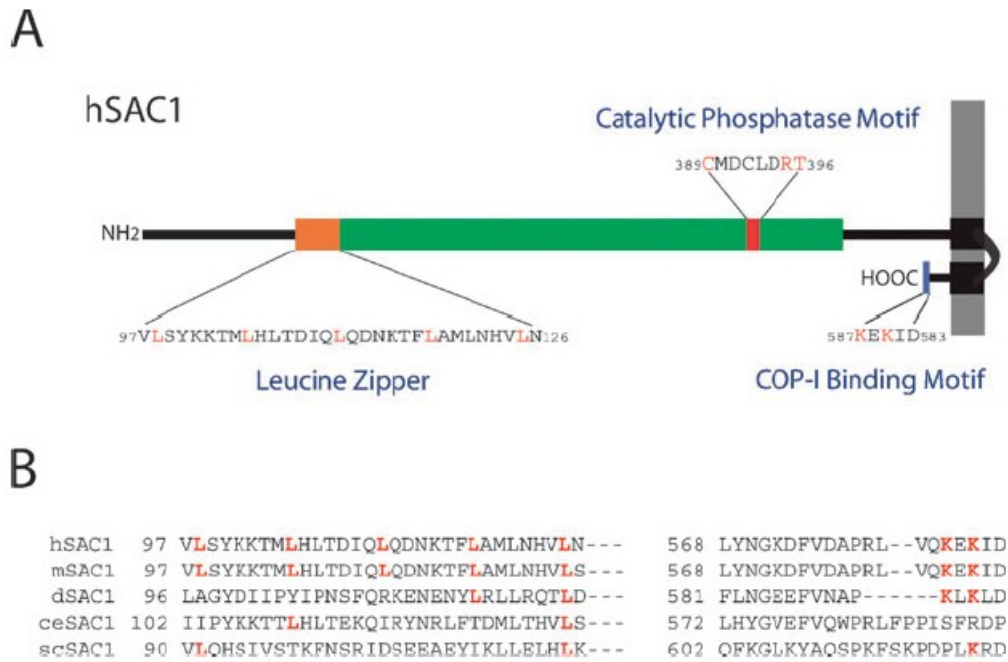 A
hSAC1
Catalytic Phosphatase Motif
389CMDCLDRT396
NH2
HOOC
97VLSYKKTMLHLTDIQLQDNKTFLAMLNHVLN126
587KEKID583
Leucine Zipper
COP-I Binding Motif
B
hSAC1 97 VLSYKKTMLHLTDIQLQDNKTFLAMLNHVLN--- 568 LYNGKDFVDAPRL--VQKEKID
mSAC1 97 VLSYKKTMLHLTDIQLQDNKTFLAMLNHVLS--- 568 LYNGKDFVDAPRL--VQKEKID
dSAC1 96 LAGYDIIPYIPNSFQRKENENYLRLLRQTLD--- 581 FLNGEEFVNAP------KLKLD
ceSAC1 102 IIPYKKTTLHLTEKQIRYNRLFTDMLTHVLS--- 572 LHYGVEFVQWPRLFPPISFRDP
scSAC1 90 VLQHSIVSTKFNSRIDSEEAEYIKLLELHLK--- 602 QFKGLKYAQSPKFSKPDPLKRD